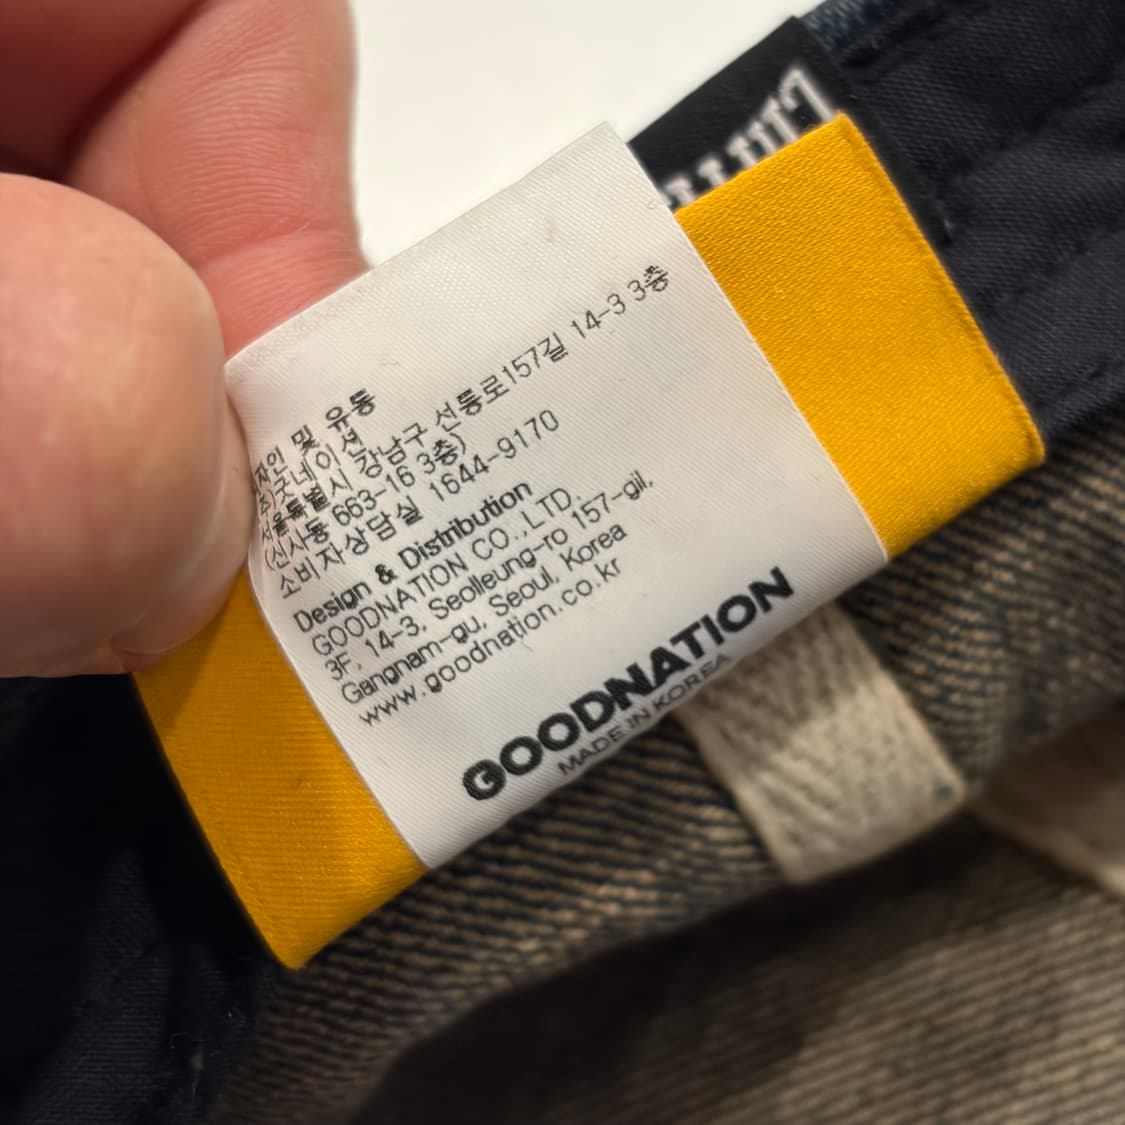 자인 및 유통
주)굿네이션
서울특별시 강남구 선릉로157길 14-3 3층
(신사동 663-16 3층)
소비자상담실 1644-9170
Design & Distribution
GOODNATION CO.,LTD.
3F, 14-3, Seolleung-ro 157-gil,
Gangnam-gu, Seoul, Korea
www.goodnation.co.kr
GOODNATION
MADE IN KOREA